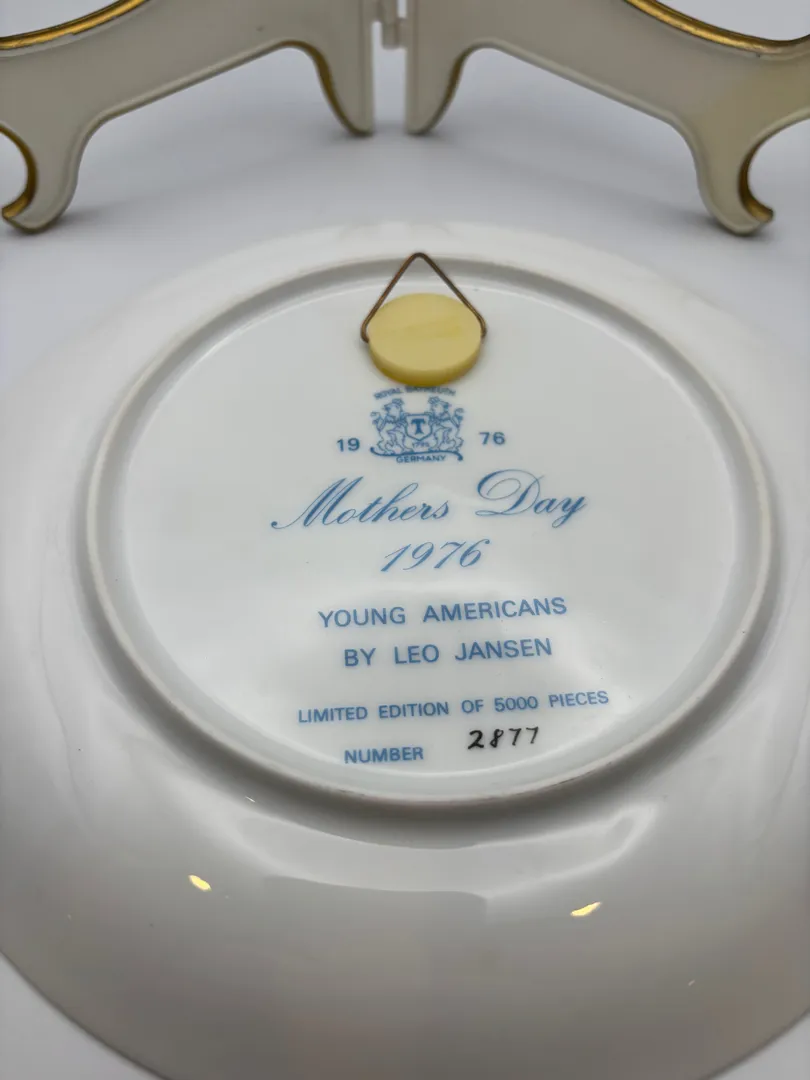 ROYAL BAYREUTH
T
1794
GERMANY
19 76
Mothers Day
1976
YOUNG AMERICANS
BY LEO JANSEN
LIMITED EDITION OF 5000 PIECES
NUMBER 2877